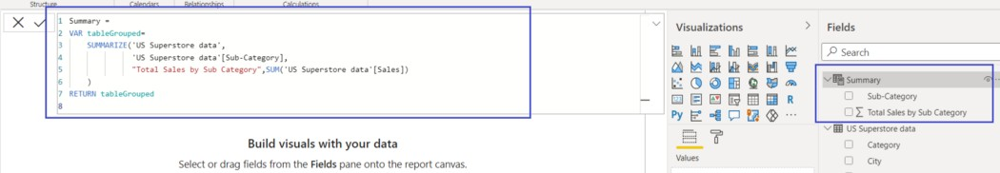 Structure
Calendars
Relationships
Calculations
1 Summary =
2 VAR tableGrouped=
3 SUMMARIZE('US Superstore data',
4 'US Superstore data'[Sub-Category],
5 "Total Sales by Sub Category",SUM('US Superstore data'[Sales])
6 )
7 RETURN tableGrouped
8
Build visuals with your data
Select or drag fields from the Fields pane onto the report canvas.
Visualizations
123
R
Py
Values
Fields
Search
Summary
Sub-Category
Total Sales by Sub Category
US Superstore data
Category
City